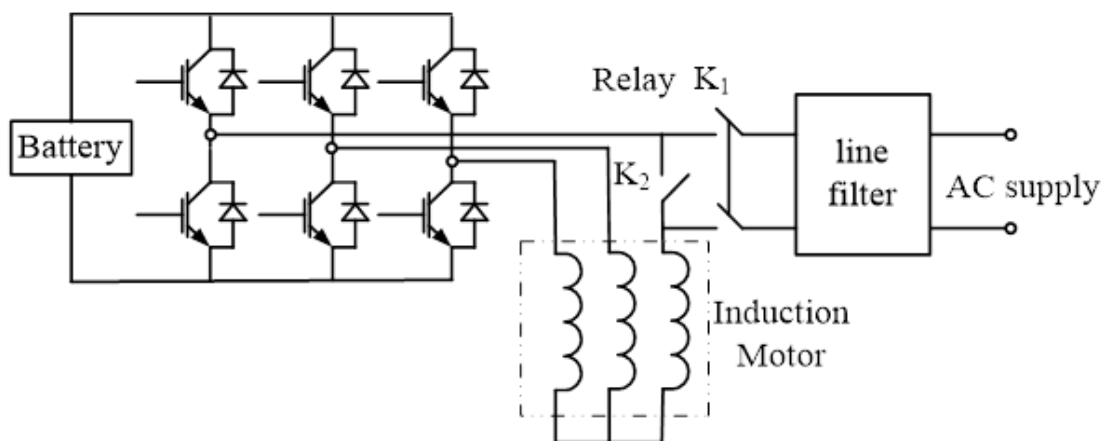 Battery
Relay K₁
K₂
line
filter
AC supply
Induction
Motor